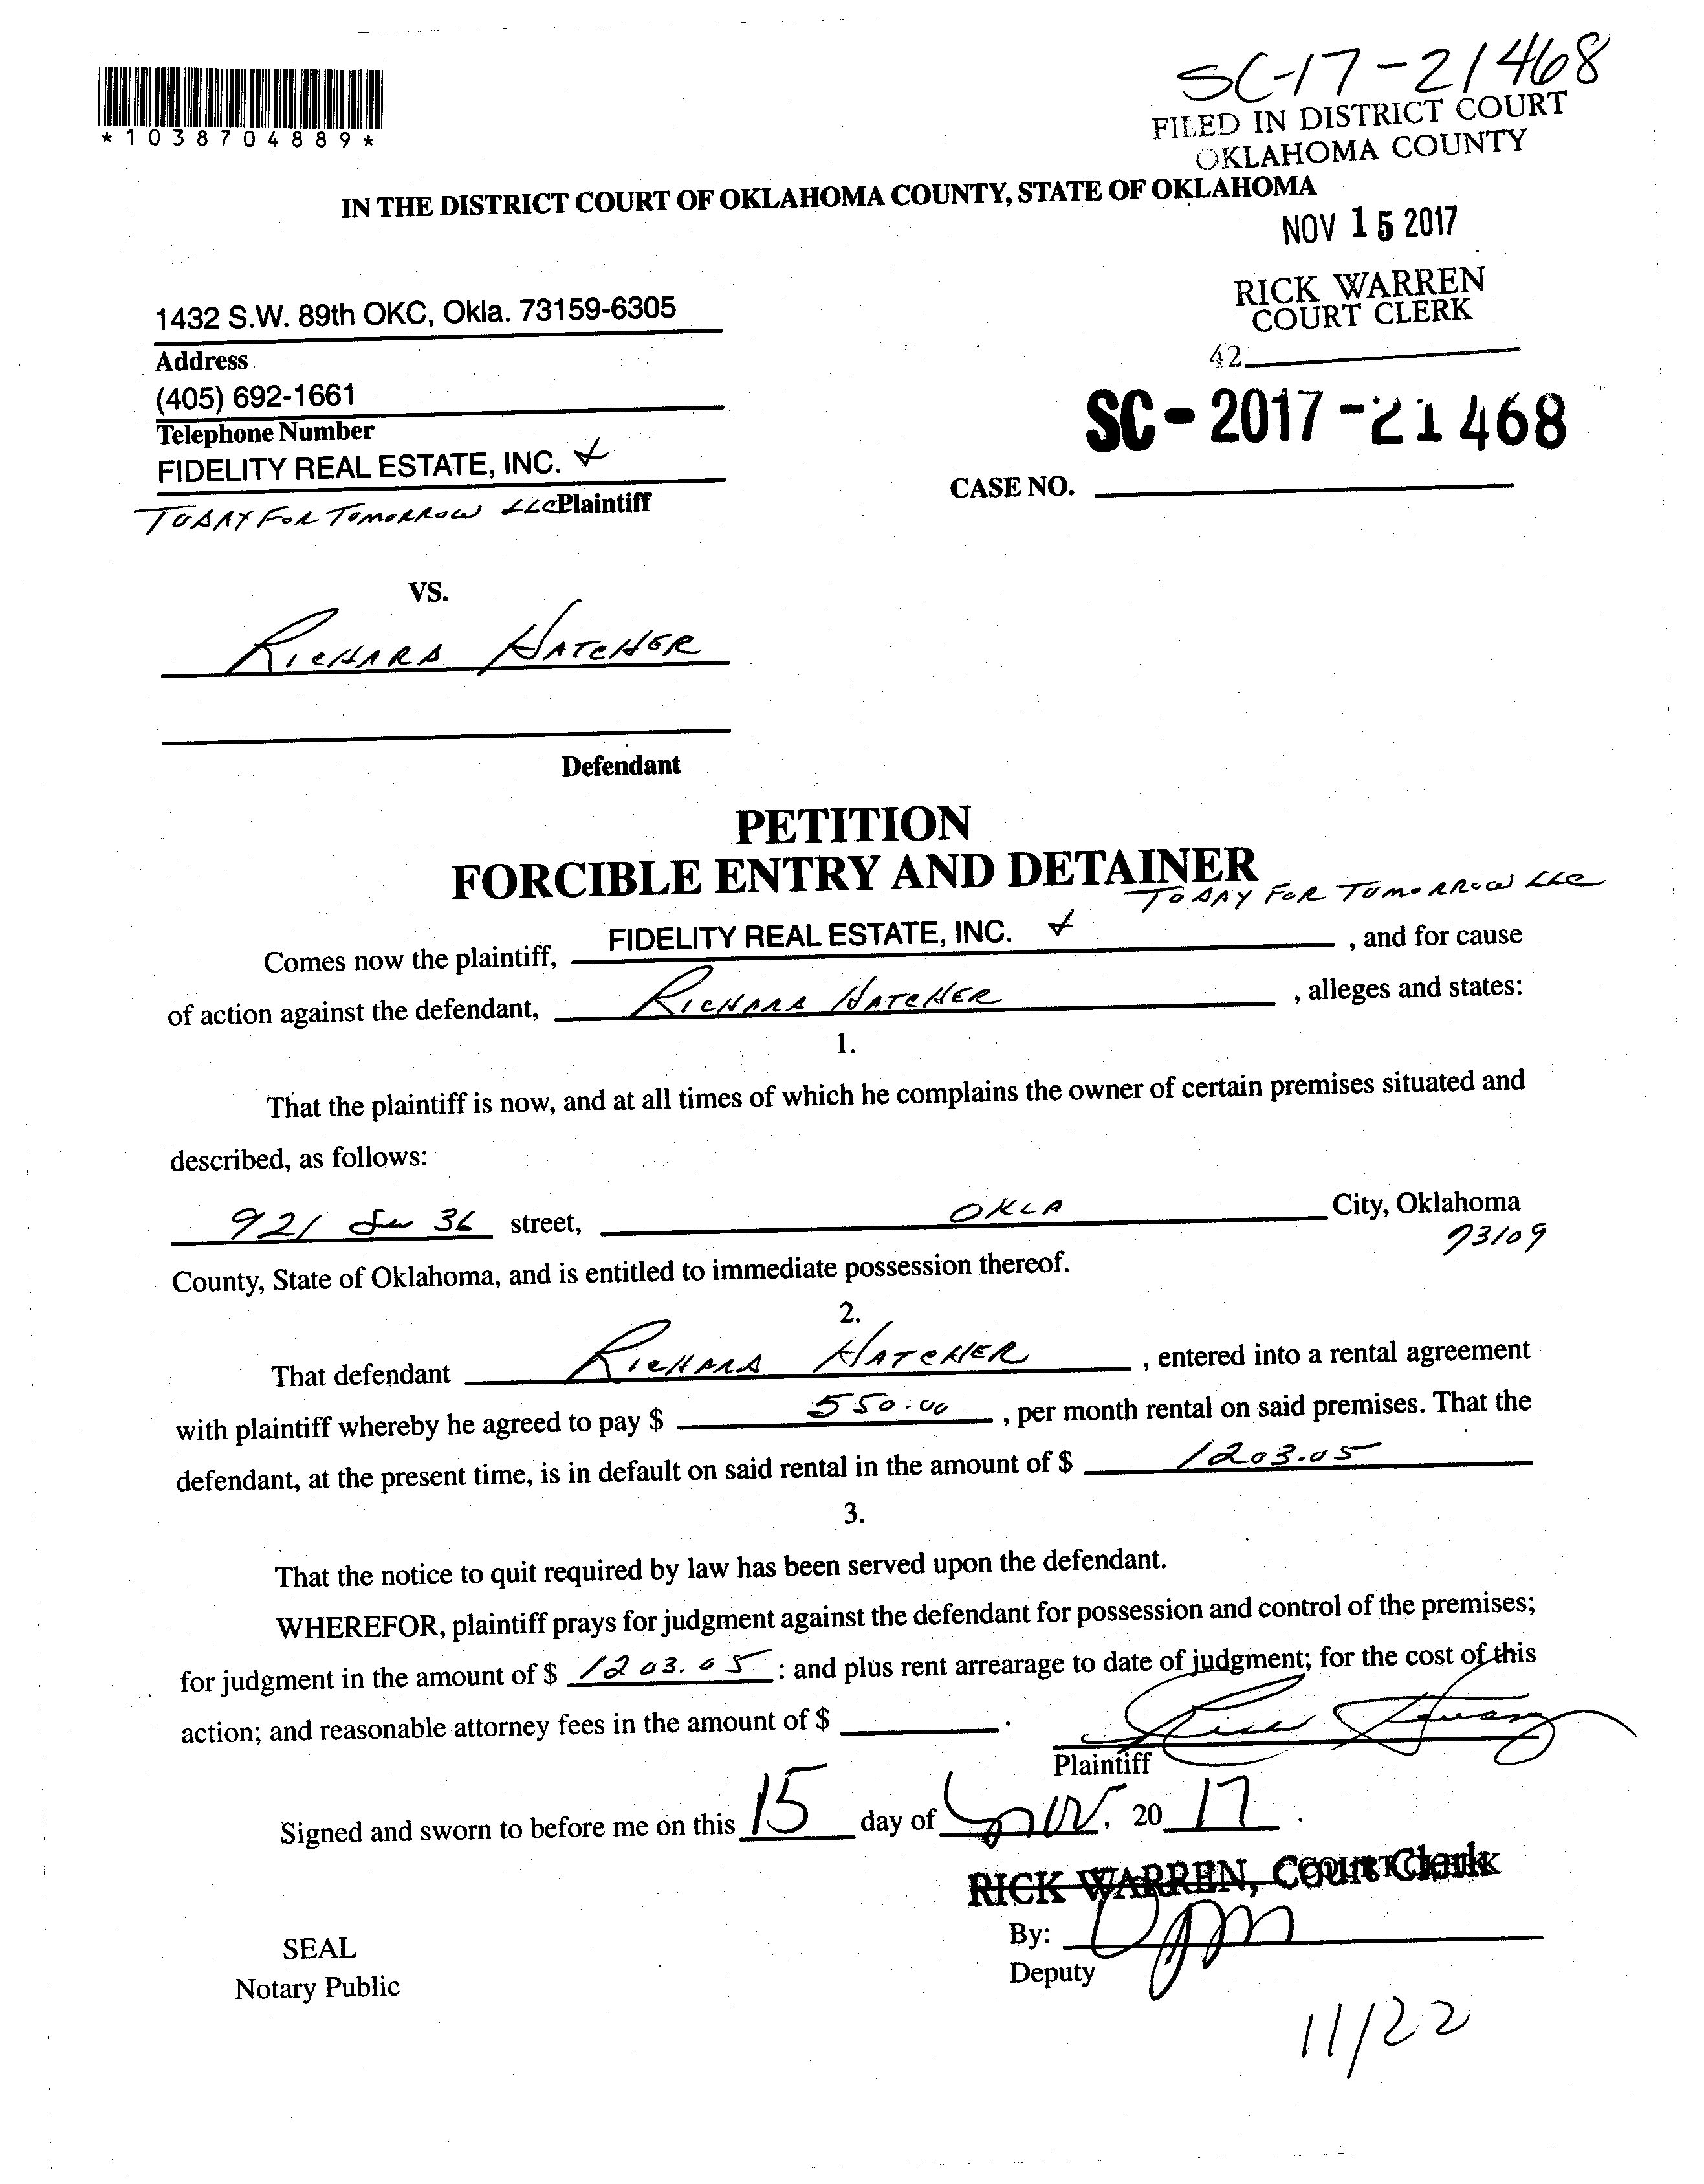 SC-17-21468
*1038704889*
FILED IN DISTRICT COURT
OKLAHOMA COUNTY
IN THE DISTRICT COURT OF OKLAHOMA COUNTY, STATE OF OKLAHOMA
NOV 15 2017
RICK WARREN
COURT CLERK
42
1432 S.W. 89th OKC, Okla. 73159-6305
Address
(405) 692-1661
Telephone Number
SC-2017-21468
FIDELITY REAL ESTATE, INC. &
CASE NO.
TODAY FOR TOMORROW LLC Plaintiff
VS.
RICHARD HATCHER
Defendant
PETITION
FORCIBLE ENTRY AND DETAINER
TODAY FOR TOMORROW LLC
Comes now the plaintiff, FIDELITY REAL ESTATE, INC. & , and for cause
of action against the defendant, RICHARD HATCHER , alleges and states:
1.
That the plaintiff is now, and at all times of which he complains the owner of certain premises situated and
described, as follows:
921 SW 36 street, OKLA City, Oklahoma
73109
County, State of Oklahoma, and is entitled to immediate possession thereof.
2.
That defendant RICHARD HATCHER , entered into a rental agreement
with plaintiff whereby he agreed to pay $ 550.00 , per month rental on said premises. That the
defendant, at the present time, is in default on said rental in the amount of $ 1203.05
3.
That the notice to quit required by law has been served upon the defendant.
WHEREFOR, plaintiff prays for judgment against the defendant for possession and control of the premises;
for judgment in the amount of $ 1203.05 : and plus rent arrearage to date of judgment; for the cost of this
action; and reasonable attorney fees in the amount of $ .
Plaintiff
Signed and sworn to before me on this 15 day of Nov, 20 17 .
RICK WARREN, Court Clerk
By:
SEAL
Deputy
Notary Public
11/22